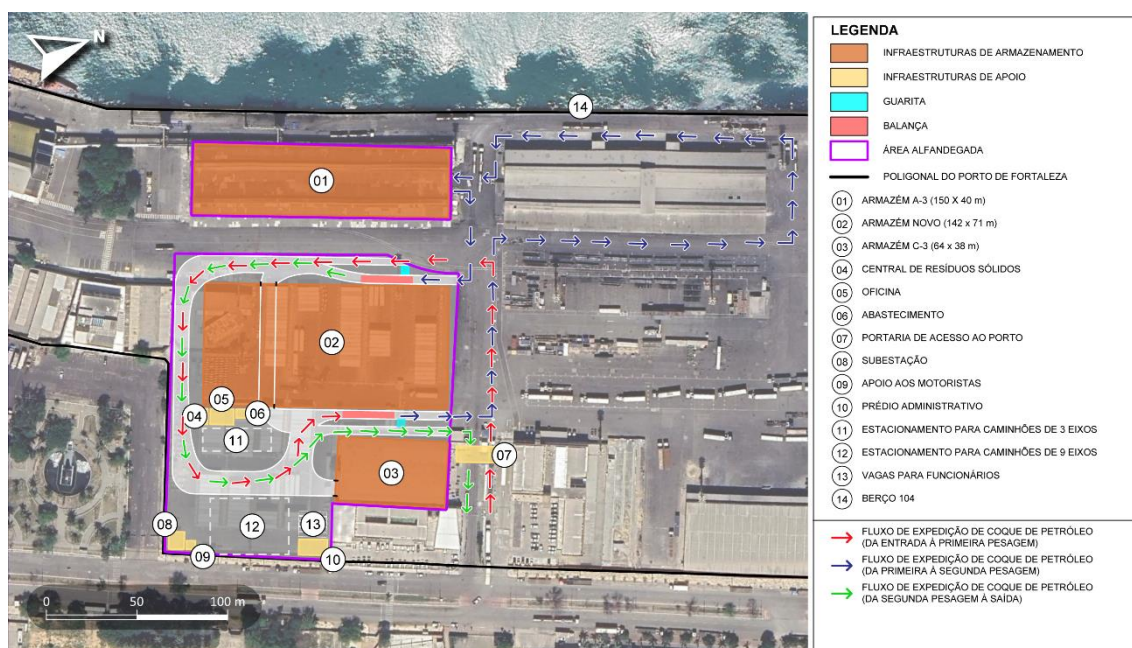 N
14
01
02
05
04
06
11
03
07
12
13
08
09
10
0 50 100 m
LEGENDA
INFRAESTRUTURAS DE ARMAZENAMENTO
INFRAESTRUTURAS DE APOIO
GUARITA
BALANÇA
ÁREA ALFANDEGADA
POLIGONAL DO PORTO DE FORTALEZA
01 ARMAZÉM A-3 (150 X 40 m)
02 ARMAZÉM NOVO (142 x 71 m)
03 ARMAZÉM C-3 (64 x 38 m)
04 CENTRAL DE RESÍDUOS SÓLIDOS
05 OFICINA
06 ABASTECIMENTO
07 PORTARIA DE ACESSO AO PORTO
08 SUBESTAÇÃO
09 APOIO AOS MOTORISTAS
10 PRÉDIO ADMINISTRATIVO
11 ESTACIONAMENTO PARA CAMINHÕES DE 3 EIXOS
12 ESTACIONAMENTO PARA CAMINHÕES DE 9 EIXOS
13 VAGAS PARA FUNCIONÁRIOS
14 BERÇO 104
FLUXO DE EXPEDIÇÃO DE COQUE DE PETRÓLEO
(DA ENTRADA À PRIMEIRA PESAGEM)
FLUXO DE EXPEDIÇÃO DE COQUE DE PETRÓLEO
(DA PRIMEIRA À SEGUNDA PESAGEM)
FLUXO DE EXPEDIÇÃO DE COQUE DE PETRÓLEO
(DA SEGUNDA PESAGEM À SAÍDA)